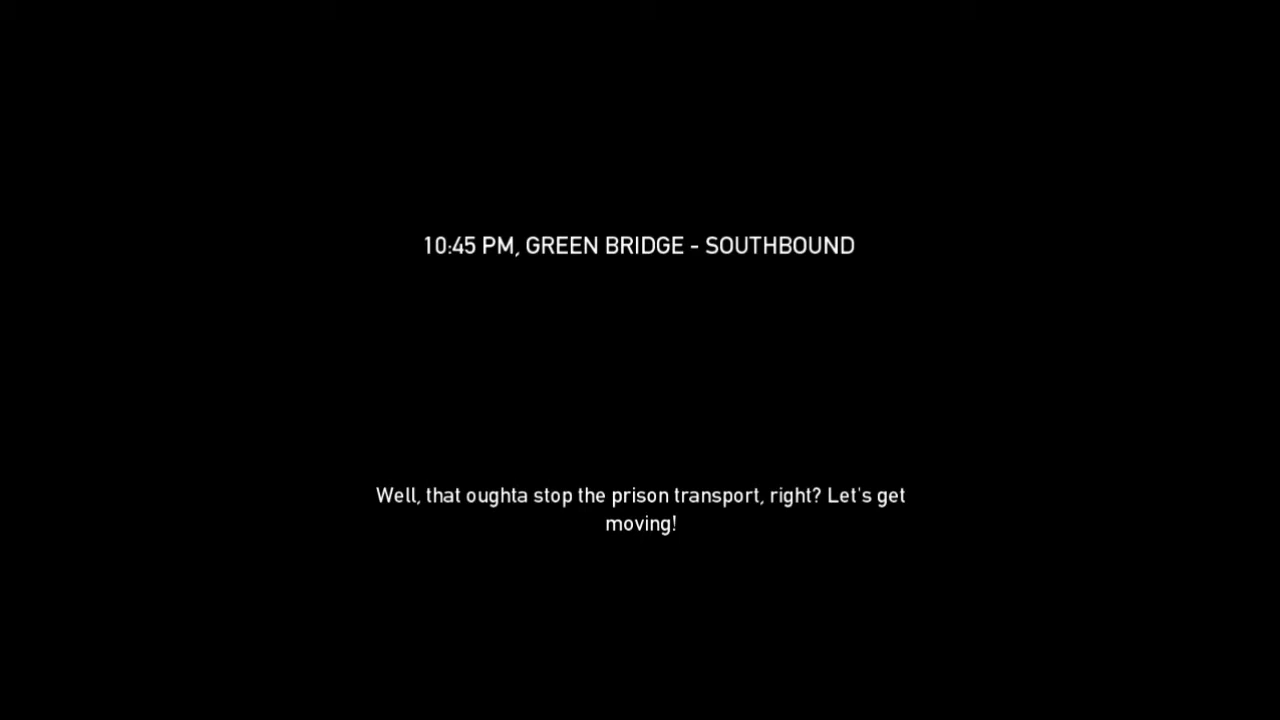 10:45 PM, GREEN BRIDGE - SOUTHBOUND
Well, that oughta stop the prison transport, right? Let's get
moving!